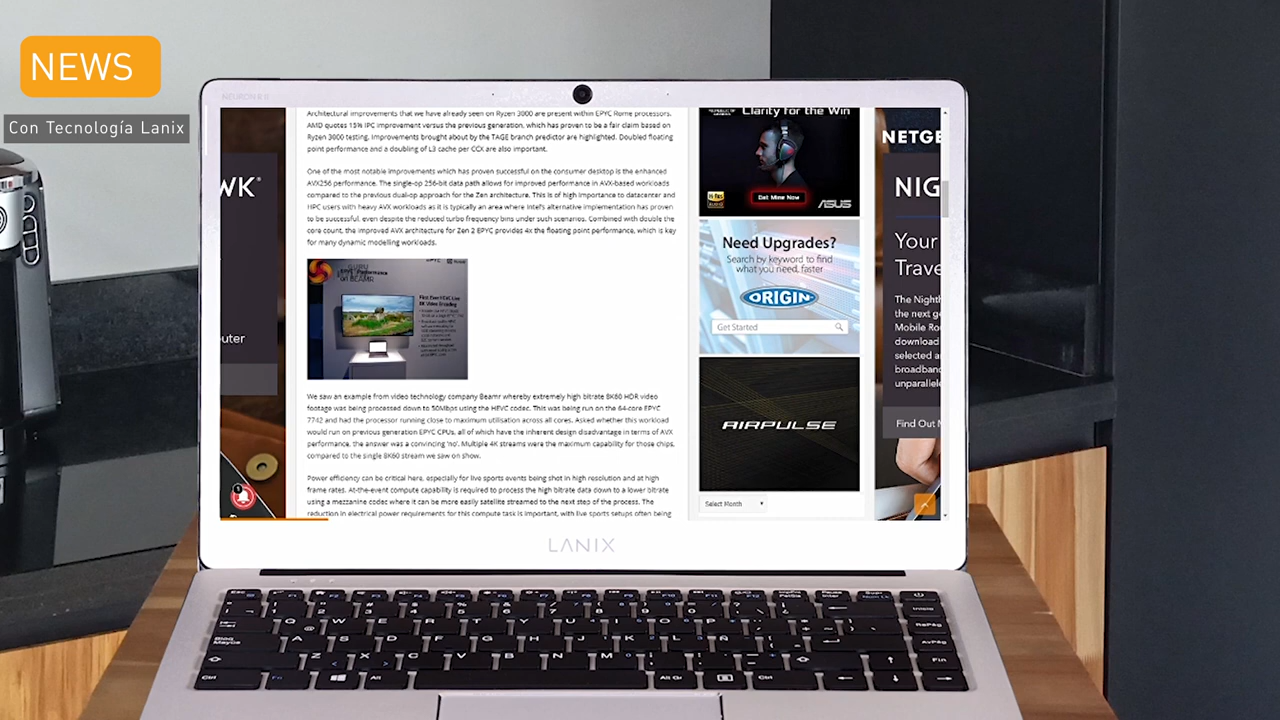 NEWS
Con Tecnología Lanix
NEURON
Architectural improvements that we have already seen on Ryzen 3000 are present within EPYC Rome processors.
AMD quotes 15% IPC improvement versus the previous generation, which has proven to be a fair claim based on
Ryzen 3000 testing. Improvements brought about by the TAGE branch predictor are highlighted. Doubled floating
point performance and a doubling of L3 cache per CCX are also important.
One of the most notable improvements which has proven successful on the consumer desktop is the enhanced
AVX256 performance. The single-op 256-bit data path allows for improved performance in AVX-based workloads
compared to the previous dual-op approach for the Zen architecture. This is of high importance to datacenter and
HPC users with heavy AVX workloads as it is typically an area where Intel's alternative implementation has proven
to be successful, even despite the reduced turbo frequency bins under such scenarios. Combined with double the
core count, the improved AVX architecture for Zen 2 EPYC provides 4x the floating point performance, which is key
for many dynamic modelling workloads.
We saw an example from video technology company Beamr whereby extremely high bitrate 8K60 HDR video
footage was being processed down to 50Mbps using the HEVC codec. This was being run on the 64-core EPYC
7742 and had the processor running close to maximum utilisation across all cores. Asked whether this workload
would run on previous generation EPYC CPUs, all of which have the inherent design disadvantage in terms of AVX
performance, the answer was a convincing 'no'. Multiple 4K streams were the maximum capability for those chips,
compared to the single 8K60 stream we saw on show.
Power efficiency can be critical here, especially for live sports events being shot in high resolution and at high
frame rates. At-the-event compute capability is required to process the high bitrate data down to a lower bitrate
using a mezzanine codec where it can be more easily satellite streamed to the next step of the process. The
reduction in electrical power requirements for this compute task is important, with live sports setups often being
WK®
uter
Clarity for the Win
Get Mine Now
ASUS
Need Upgrades?
Search by keyword to find
what you need, faster
ORIGIN
Get Started
AIRPULSE
Select Month
NETGE
NIG
Your
Trave
The Nighth
the next ge
Mobile Rou
download
selected a
broadband
unparallele
Find Out M
LANIX
Q W E R T Y U I O P
Bloq Mayús
A S D F G H J K L Ñ
Z X C V B N M
Ctrl
Fn
Alt
Alt Gr
Ctrl
Inicio
RePág
AvPág
Fin